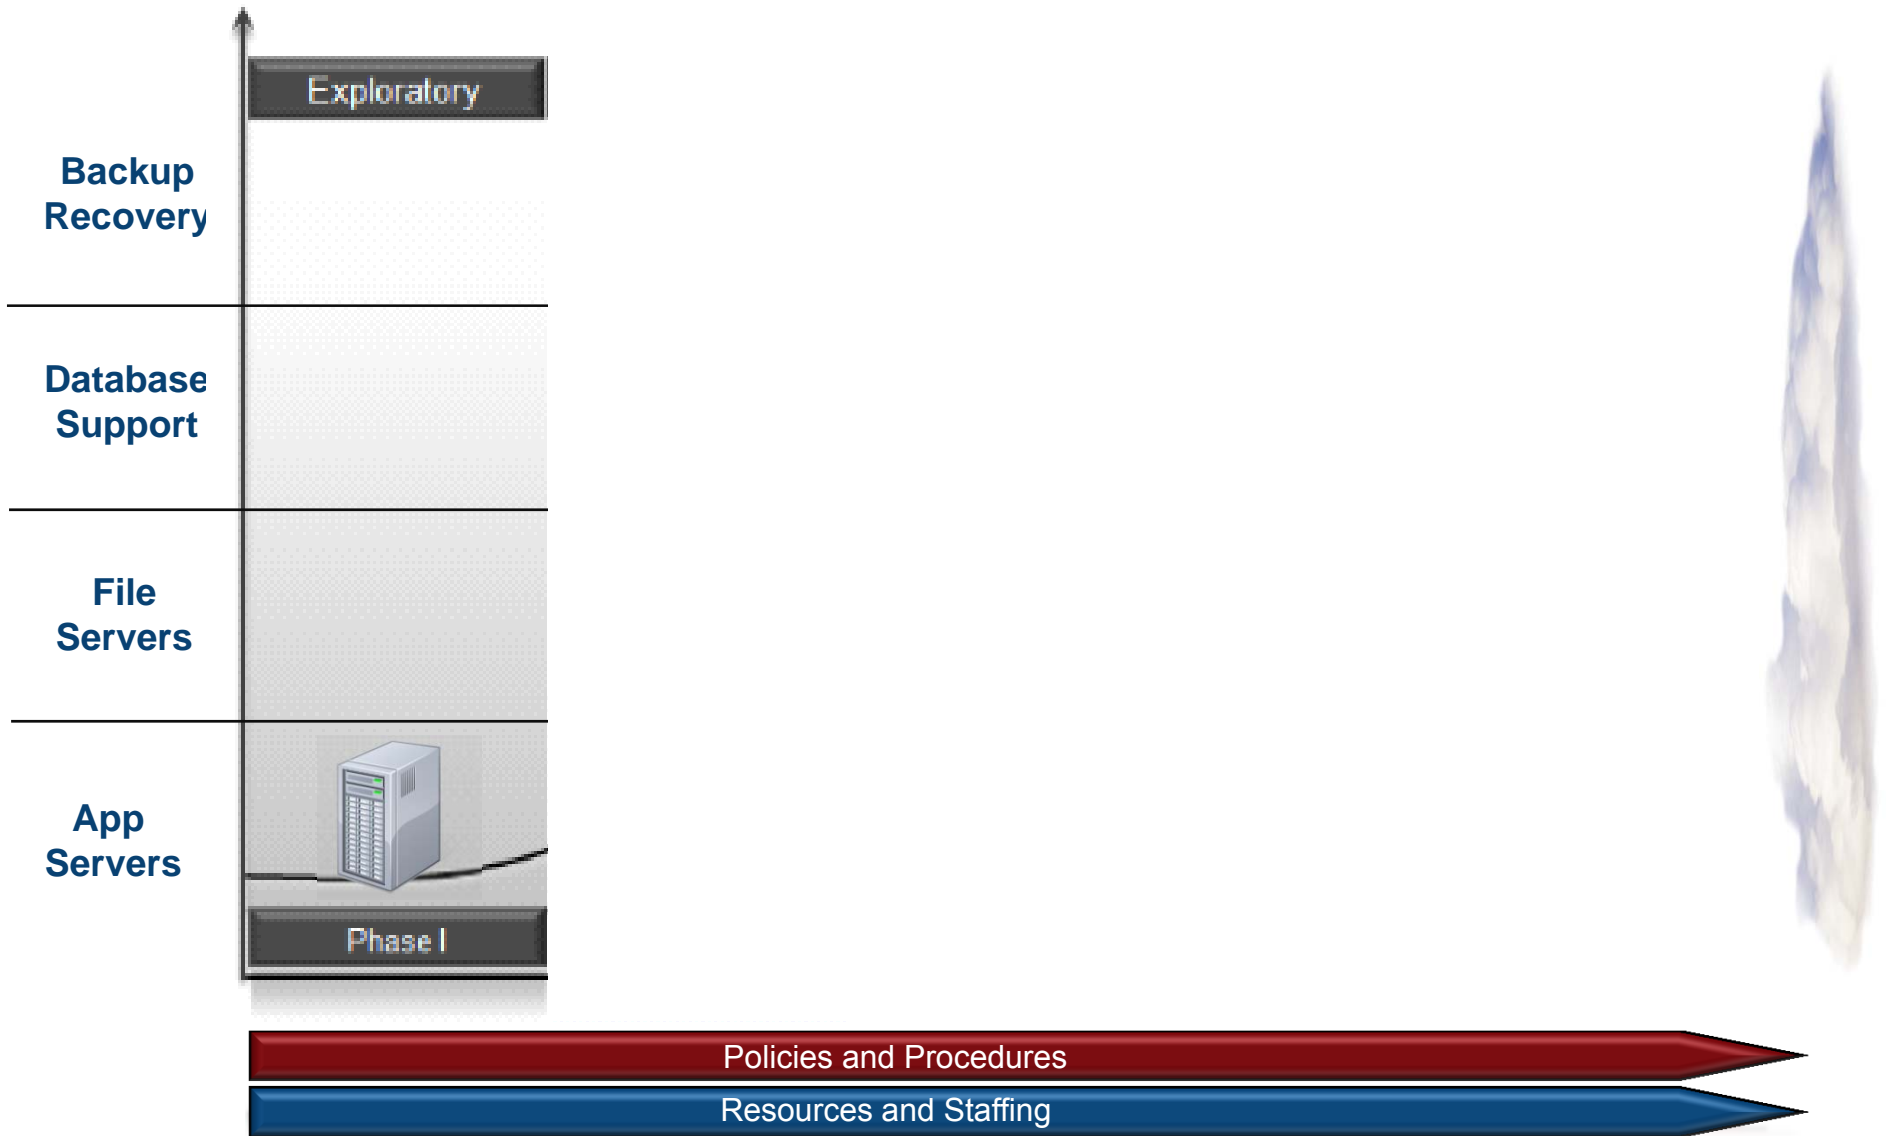 Exploratory
Backup
Recovery
Database
Support
File
Servers
App
Servers
Phase I
Policies and Procedures
Resources and Staffing